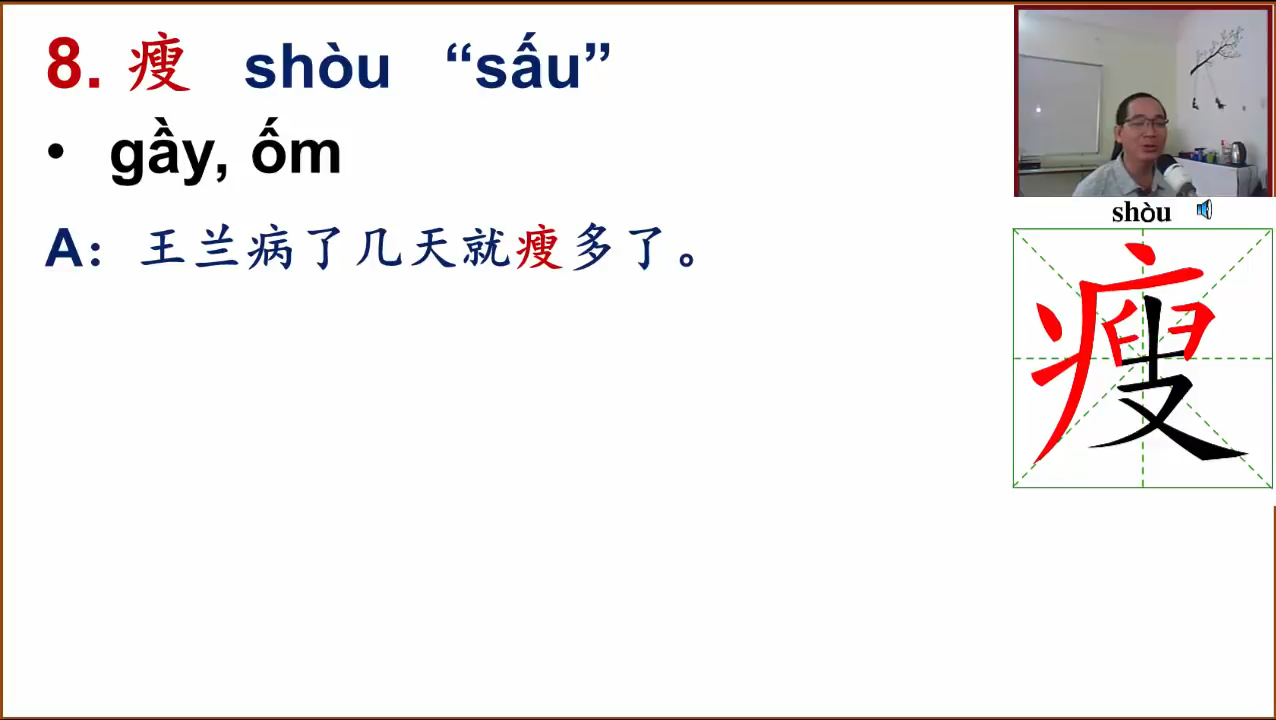 8. 瘦 shòu “sấu”
• gầy, ốm
A：王兰病了几天就瘦多了。
shòu
瘦